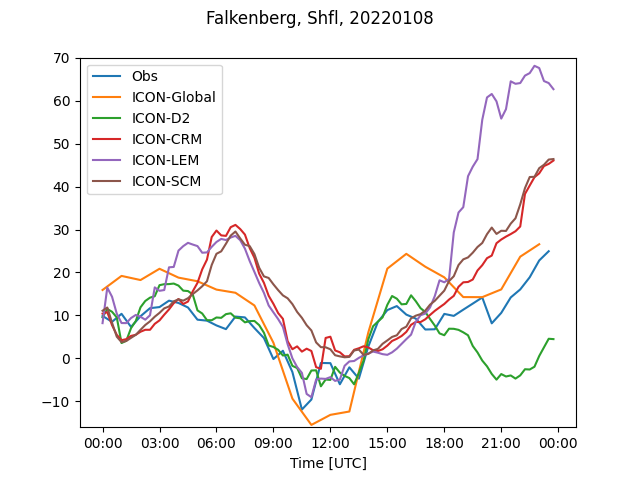 Falkenberg, Shfl, 20220108
Obs
ICON-Global
ICON-D2
ICON-CRM
ICON-LEM
ICON-SCM
70
60
50
40
30
20
10
0
−10
00:00 03:00 06:00 09:00 12:00 15:00 18:00 21:00 00:00
Time [UTC]